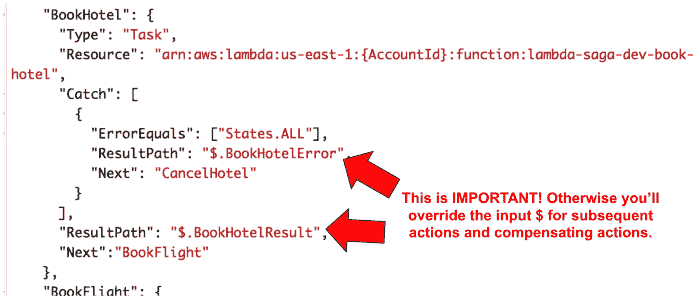 "BookHotel": {
"Type": "Task",
"Resource": "arn:aws:lambda:us-east-1:{AccountId}:function:lambda-saga-dev-book-
hotel",
"Catch": [
{
"ErrorEquals": ["States.ALL"],
"ResultPath": "$.BookHotelError",
"Next": "CancelHotel"
}
],
"ResultPath": "$.BookHotelResult",
"Next":"BookFlight"
},
"BookFlight": {
This is IMPORTANT! Otherwise you'll
override the input $ for subsequent
actions and compensating actions.